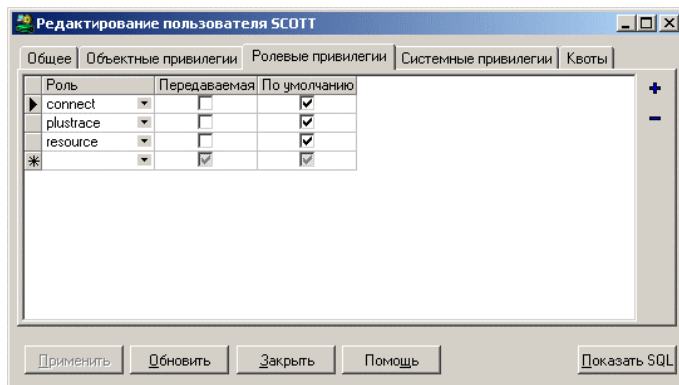 Редактирование пользователя SCOTT
Общее Объектные привилегии Ролевые привилегии Системные привилегии Квоты
Роль Передаваемая По умолчанию
connect
plustrace
resource
Применить Обновить Закрыть Помощь Показать SQL